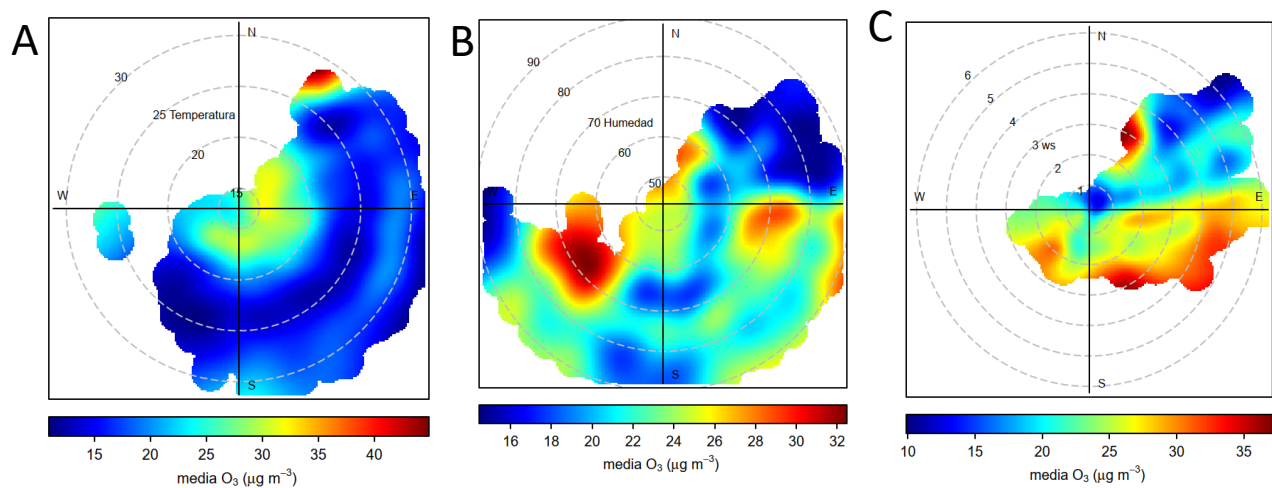 A
N
30
25 Temperatura
20
15
W
E
S
15 20 25 30 35 40
media O₃ (µg m⁻³)
B
N
90
80
70 Humedad
60
50
W
E
S
16 18 20 22 24 26 28 30 32
media O₃ (µg m⁻³)
C
N
6
5
4
3 ws
2
1
W
E
S
10 15 20 25 30 35
media O₃ (µg m⁻³)